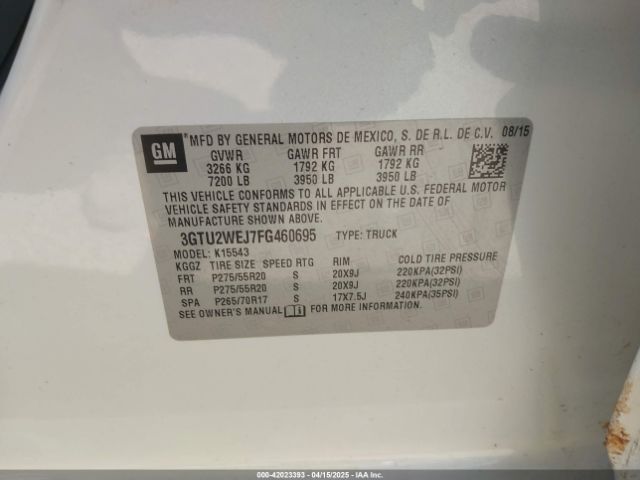 GM
*MFD BY GENERAL MOTORS DE MEXICO, S. DE R.L. DE C.V. 08/15
GVWR GAWR FRT GAWR RR
3266 KG 1792 KG 1792 KG
7200 LB 3950 LB 3950 LB
THIS VEHICLE CONFORMS TO ALL APPLICABLE U.S. FEDERAL MOTOR
VEHICLE SAFETY STANDARDS IN EFFECT ON THE DATE OF
MANUFACTURE SHOWN ABOVE.
3GTU2WEJ7FG460695 TYPE: TRUCK
MODEL: K15543
KGGZ TIRE SIZE SPEED RTG RIM COLD TIRE PRESSURE
FRT P275/55R20 S 20X9J 220KPA(32PSI)
RR P275/55R20 S 20X9J 220KPA(32PSI)
SPA P265/70R17 S 17X7.5J 240KPA(35PSI)
SEE OWNER'S MANUAL FOR MORE INFORMATION.
000-42023393 - 04/15/2025 - IAA Inc.